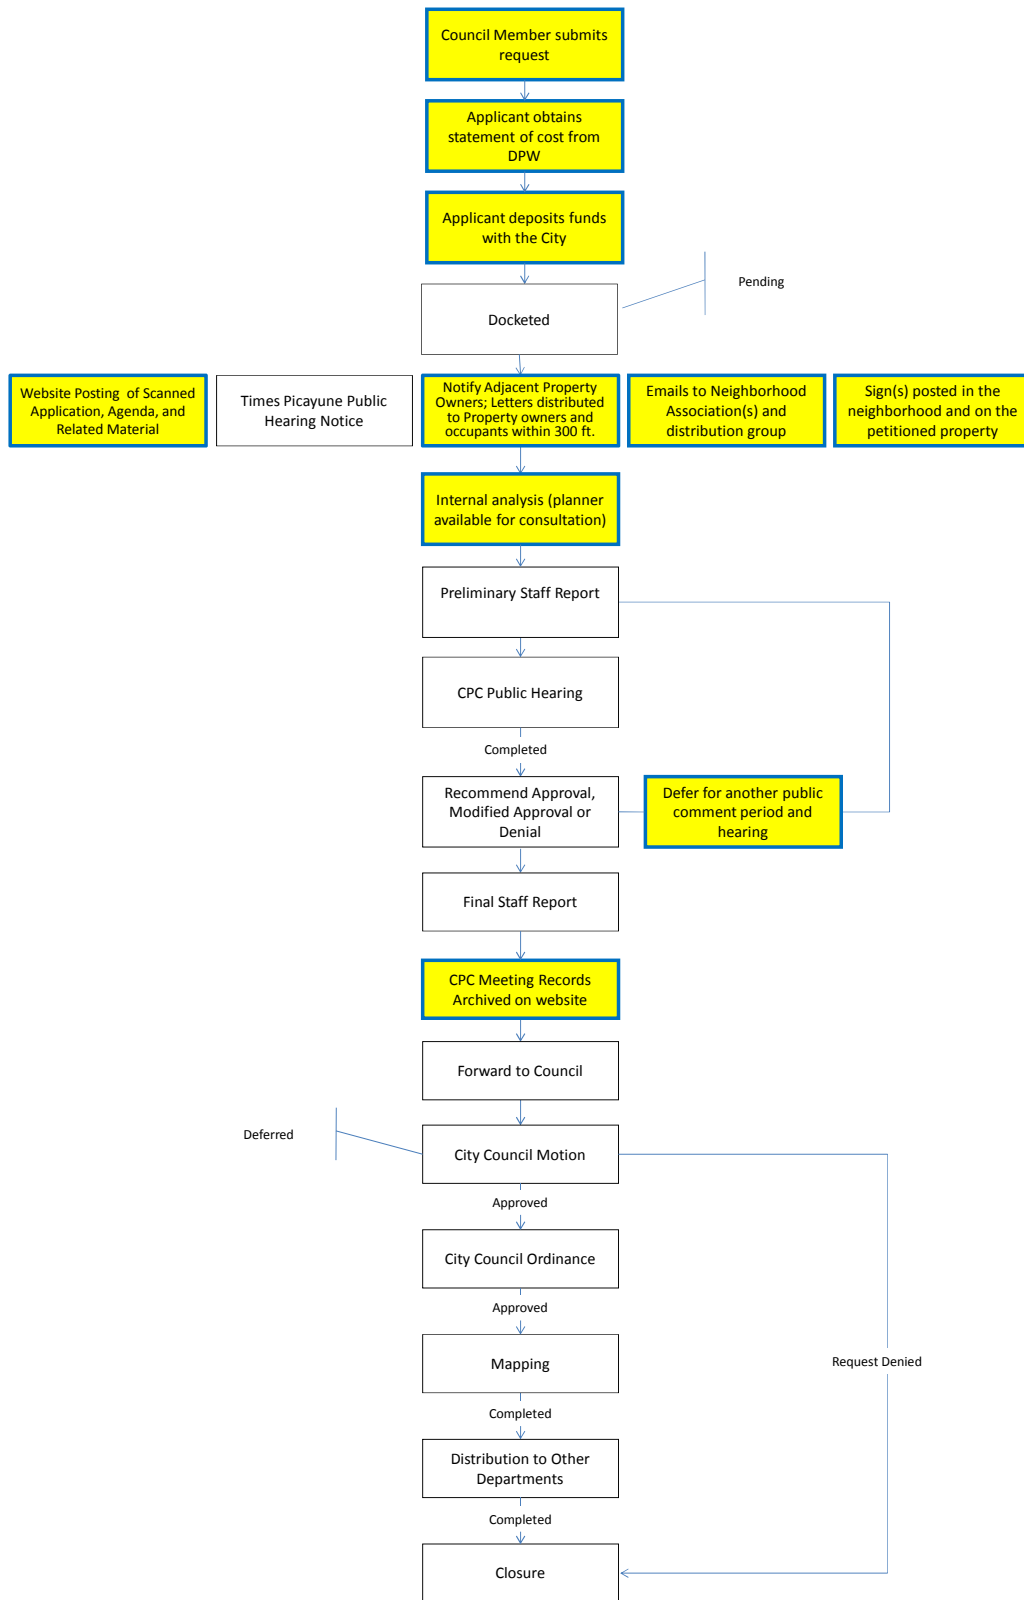 Council Member submits
request
Applicant obtains
statement of cost from
DPW
Applicant deposits funds
with the City
Pending
Docketed
Website Posting of Scanned
Application, Agenda, and
Related Material
Times Picayune Public
Hearing Notice
Notify Adjacent Property
Owners; Letters distributed
to Property owners and
occupants within 300 ft.
Emails to Neighborhood
Association(s) and
distribution group
Sign(s) posted in the
neighborhood and on the
petitioned property
Internal analysis (planner
available for consultation)
Preliminary Staff Report
CPC Public Hearing
Completed
Recommend Approval,
Modified Approval or
Denial
Defer for another public
comment period and
hearing
Final Staff Report
CPC Meeting Records
Archived on website
Forward to Council
Deferred
City Council Motion
Approved
City Council Ordinance
Approved
Mapping
Request Denied
Completed
Distribution to Other
Departments
Completed
Closure